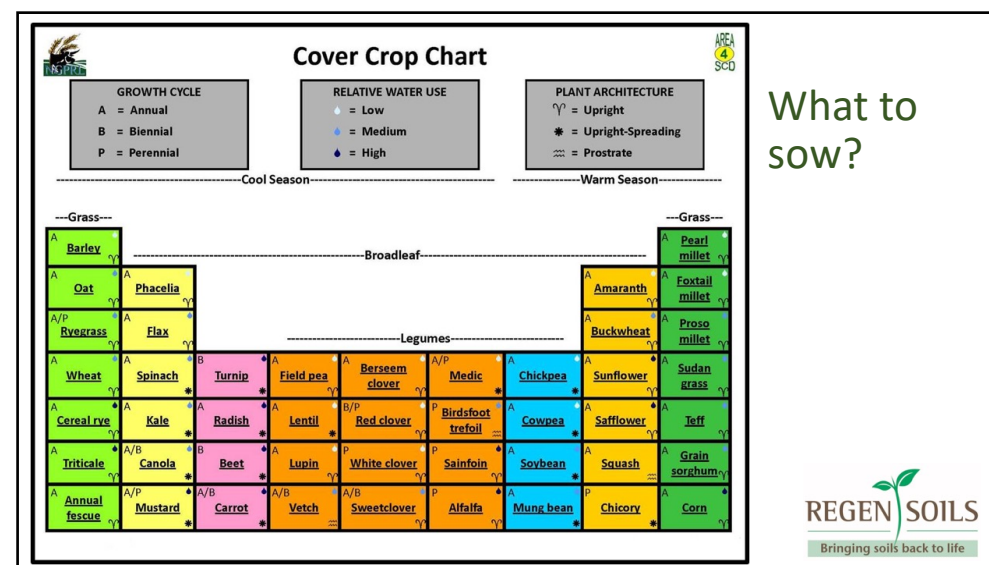 Cover Crop Chart
NGPRL
AREA
4
SCD
GROWTH CYCLE
A = Annual
B = Biennial
P = Perennial
RELATIVE WATER USE
= Low
= Medium
= High
PLANT ARCHITECTURE
= Upright
= Upright-Spreading
= Prostrate
What to
sow?
Cool Season
Warm Season
---Grass---
---Grass---
A Barley
Broadleaf
A Pearl
millet
A Oat
A Phacelia
A Amaranth
A Foxtail
millet
A/P Ryegrass
A Flax
Legumes
A Buckwheat
A Proso
millet
A Wheat
A Spinach
B Turnip
A Field pea
A Berseem
clover
A/P Medic
A Chickpea
A Sunflower
A Sudan
grass
A Cereal rye
A Kale
A Radish
A Lentil
B/P Red clover
P Birdsfoot
trefoil
A Cowpea
A Safflower
A Teff
A Triticale
A/B Canola
B Beet
A Lupin
P White clover
P Sainfoin
A Soybean
A Squash
A Grain
sorghum
A Annual
fescue
A/P Mustard
A/B Carrot
A/B Vetch
A/B Sweetclover
P Alfalfa
A Mung bean
P Chicory
A Corn
REGEN SOILS
Bringing soils back to life